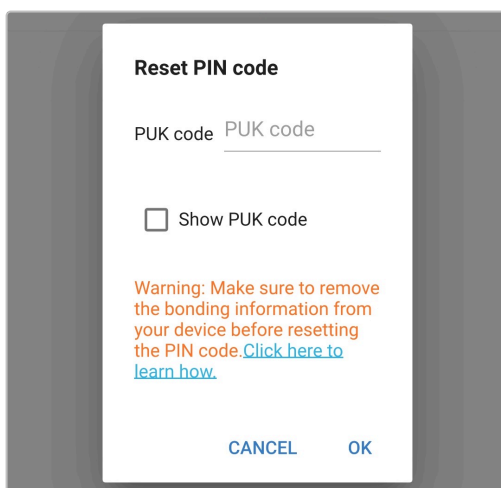 Reset PIN code
PUK code PUK code
Show PUK code
Warning: Make sure to remove
the bonding information from
your device before resetting
the PIN code.Click here to
learn how.
CANCEL OK